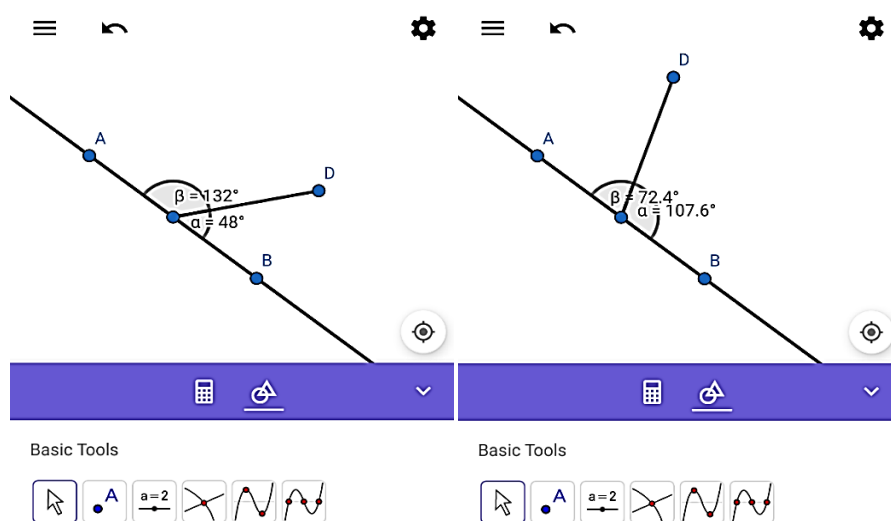 A
D
β = 132°
α = 48°
B
Basic Tools
A
a = 2
D
A
β = 72.4°
α = 107.6°
B
Basic Tools
A
a = 2